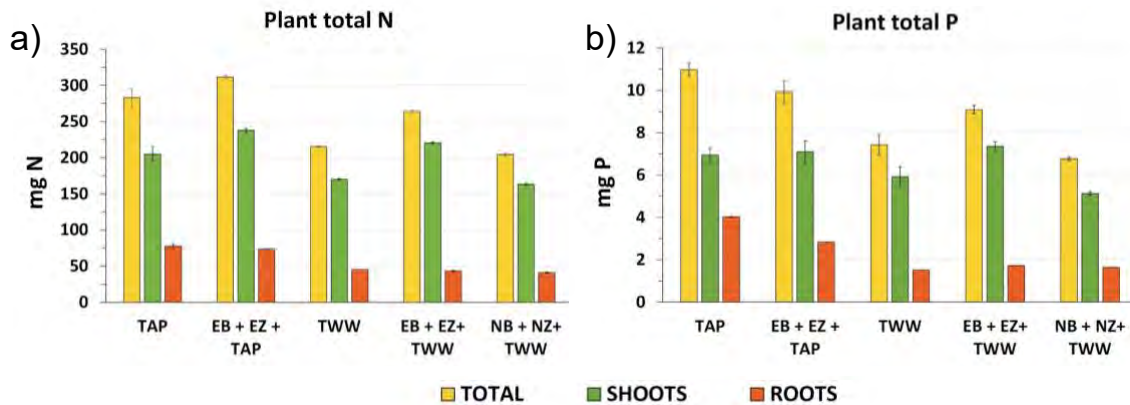 Plant total N
a)
350
300
250
200
150
100
50
0
mg N
TAP
EB + EZ +
TAP
TWW
EB + EZ+
TWW
NB + NZ+
TWW
Plant total P
b)
12
10
8
6
4
2
0
mg P
TAP
EB + EZ +
TAP
TWW
EB + EZ+
TWW
NB + NZ+
TWW
TOTAL SHOOTS ROOTS